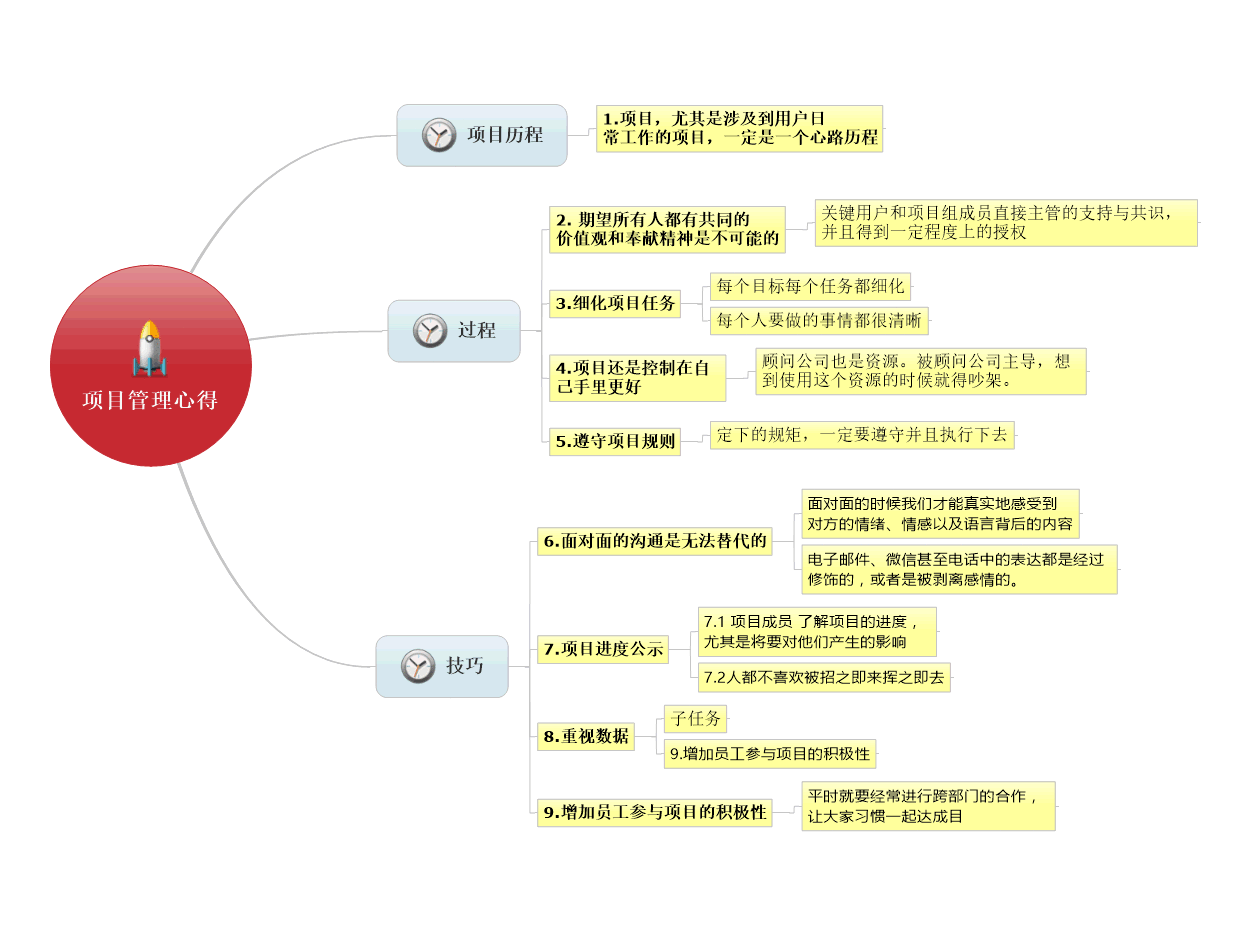 项目管理心得
项目历程
1.项目，尤其是涉及到用户日
常工作的项目，一定是一个心路历程
过程
2. 期望所有人都有共同的
价值观和奉献精神是不可能的
关键用户和项目组成员直接主管的支持与共识，
并且得到一定程度上的授权
3.细化项目任务
每个目标每个任务都细化
每个人要做的事情都很清晰
4.项目还是控制在自
己手里更好
顾问公司也是资源。被顾问公司主导，想
到使用这个资源的时候就得吵架。
5.遵守项目规则
定下的规矩，一定要遵守并且执行下去
技巧
6.面对面的沟通是无法替代的
面对面的时候我们才能真实地感受到
对方的情绪、情感以及语言背后的内容
电子邮件、微信甚至电话中的表达都是经过
修饰的，或者是被剥离感情的。
7.项目进度公示
7.1 项目成员 了解项目的进度，
尤其是将要对他们产生的影响
7.2人都不喜欢被招之即来挥之即去
8.重视数据
子任务
9.增加员工参与项目的积极性
9.增加员工参与项目的积极性
平时就要经常进行跨部门的合作，
让大家习惯一起达成目